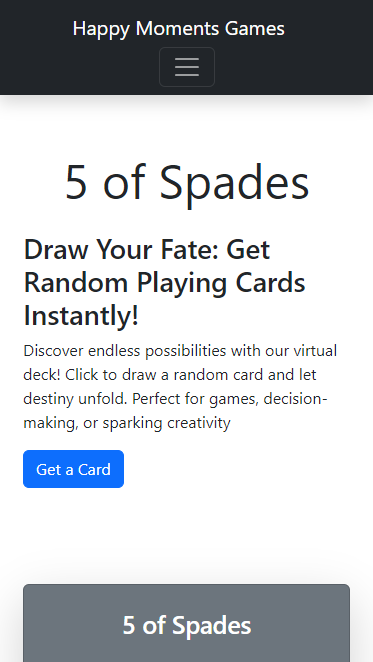 Happy Moments Games
5 of Spades
Draw Your Fate: Get
Random Playing Cards
Instantly!
Discover endless possibilities with our virtual
deck! Click to draw a random card and let
destiny unfold. Perfect for games, decision-
making, or sparking creativity
Get a Card
5 of Spades